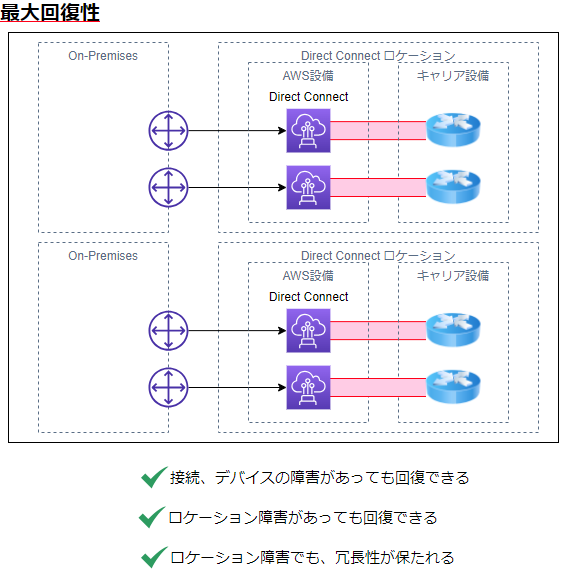 最大回復性
On-Premises
Direct Connect ロケーション
AWS設備
キャリア設備
Direct Connect
On-Premises
Direct Connect ロケーション
AWS設備
キャリア設備
Direct Connect
接続、デバイスの障害があっても回復できる
ロケーション障害があっても回復できる
ロケーション障害でも、冗長性が保たれる